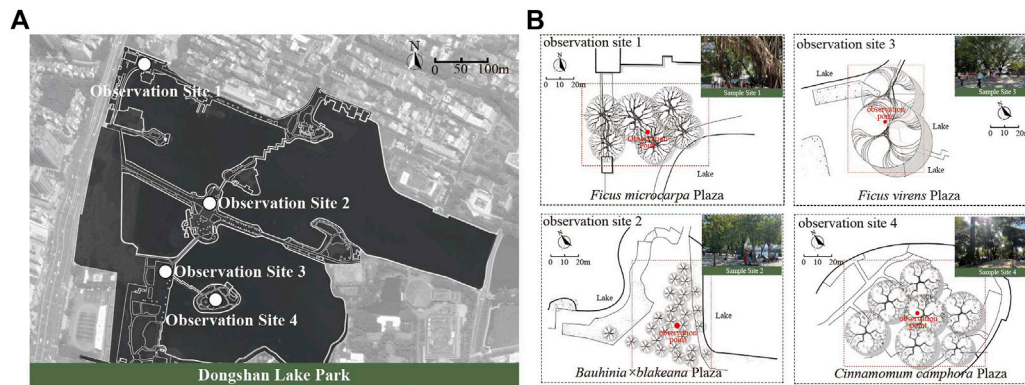 A
N
0 50 100m
Observation Site 1
Observation Site 2
Observation Site 3
Observation Site 4
Dongshan Lake Park
B
observation site 1
N
0 10 20m
Sample Site 1
Observation
point
Lake
Ficus microcarpa Plaza
observation site 3
Lake
Sample Site 3
observation
point
N
0 10 20m
Lake
Lake
Ficus virens Plaza
observation site 2
N
0 10 20m
Sample Site 2
Lake
Lake
observation
point
Bauhinia×blakeana Plaza
observation site 4
N
0 10 20m
Sample Site 4
observation
point
Cinnamomum camphora Plaza